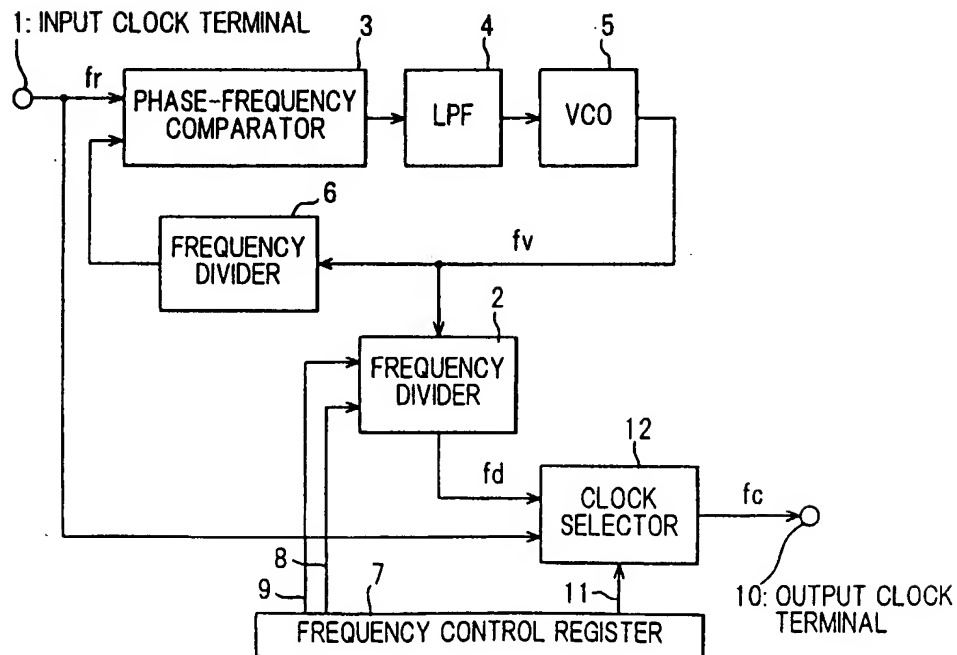 1: INPUT CLOCK TERMINAL
3
4
5
fr
PHASE-FREQUENCY
COMPARATOR
LPF
VCO
6
FREQUENCY
DIVIDER
fv
2
FREQUENCY
DIVIDER
12
fd
CLOCK
SELECTOR
fc
8
9
7
11
10: OUTPUT CLOCK
TERMINAL
FREQUENCY CONTROL REGISTER